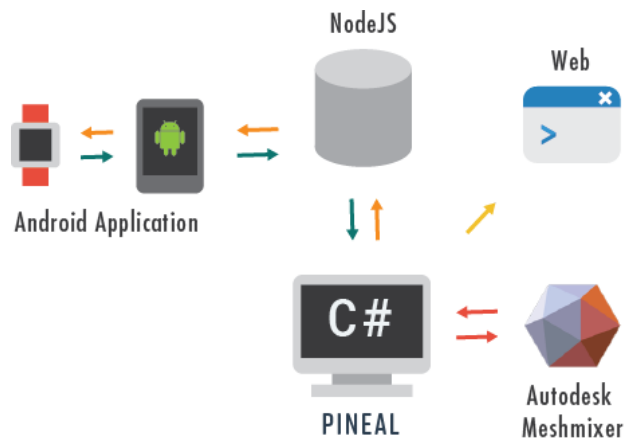 NodeJS
Web
>
Android Application
C#
PINEAL
Autodesk
Meshmixer